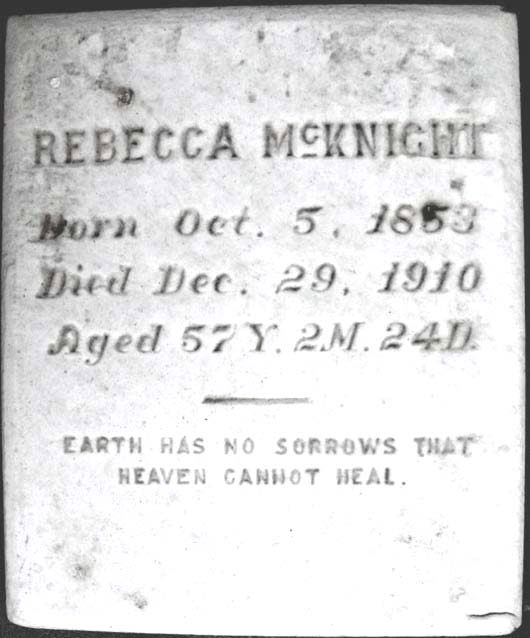 REBECCA McKNIGHT
Born Oct. 5, 1853
Died Dec. 29, 1910
Aged 57 Y. 2 M. 24 D.
EARTH HAS NO SORROWS THAT
HEAVEN CANNOT HEAL.